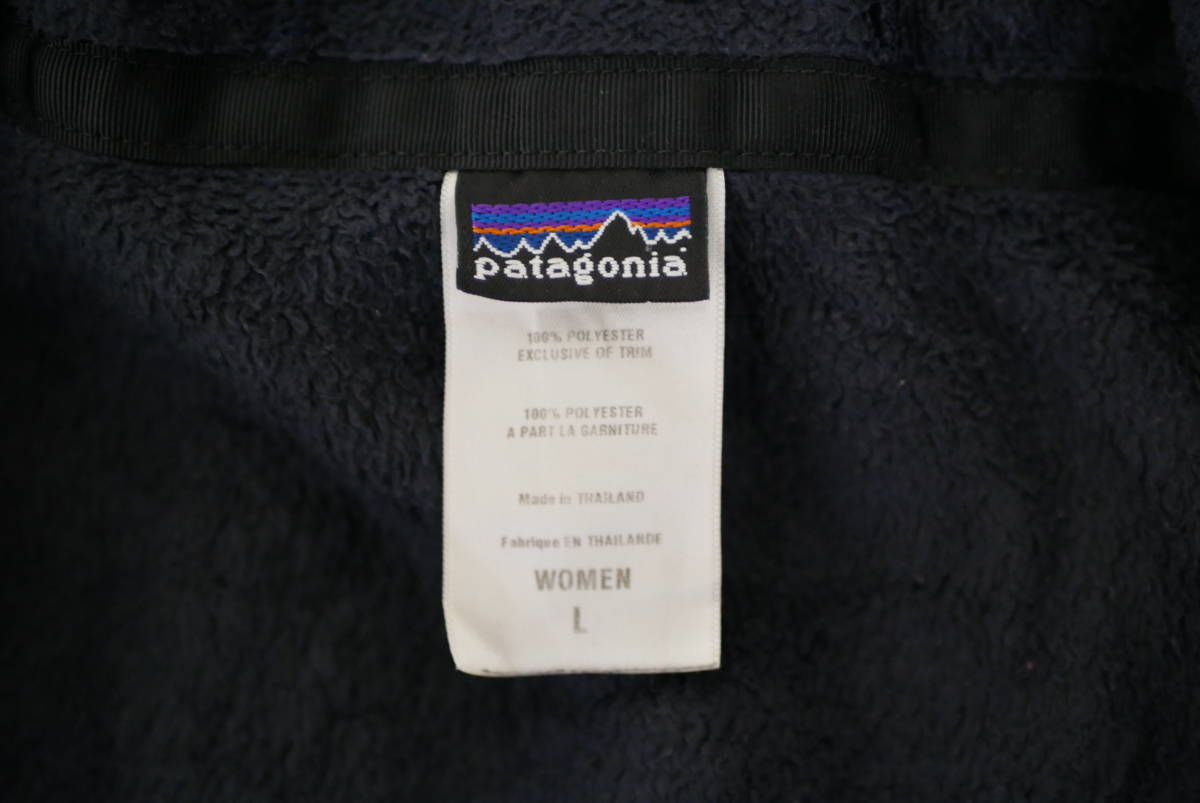 patagonia
100% POLYESTER
EXCLUSIVE OF TRIM
100% POLYESTER
A PART LA GARNITURE
Made in THAILAND
Fabrique EN THAILANDE
WOMEN
L